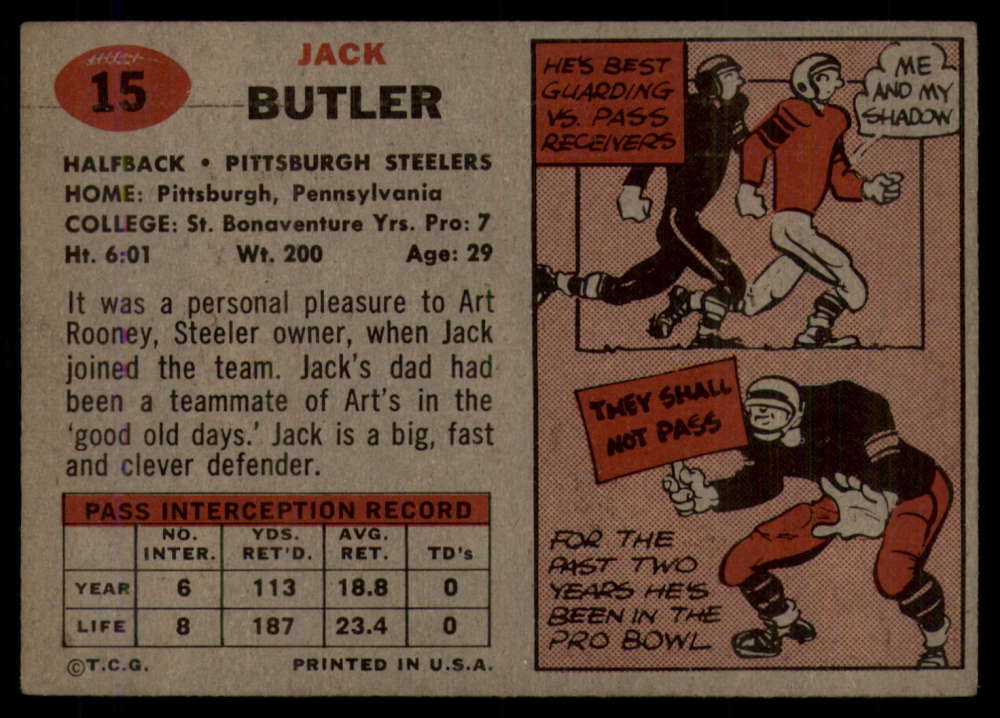 15
JACK
BUTLER
HALFBACK • PITTSBURGH STEELERS
HOME: Pittsburgh, Pennsylvania
COLLEGE: St. Bonaventure Yrs. Pro: 7
Ht. 6:01 Wt. 200 Age: 29
It was a personal pleasure to Art
Rooney, Steeler owner, when Jack
joined the team. Jack's dad had
been a teammate of Art's in the
'good old days.' Jack is a big, fast
and clever defender.
PASS INTERCEPTION RECORD
NO. YDS. AVG.
INTER. RET'D. RET. TD's
YEAR 6 113 18.8 0
LIFE 8 187 23.4 0
©T.C.G. PRINTED IN U.S.A.
HE'S BEST
GUARDING
VS. PASS
RECEIVERS
ME
AND MY
SHADOW
THEY SHALL
NOT PASS
FOR THE
PAST TWO
YEARS HE'S
BEEN IN THE
PRO BOWL